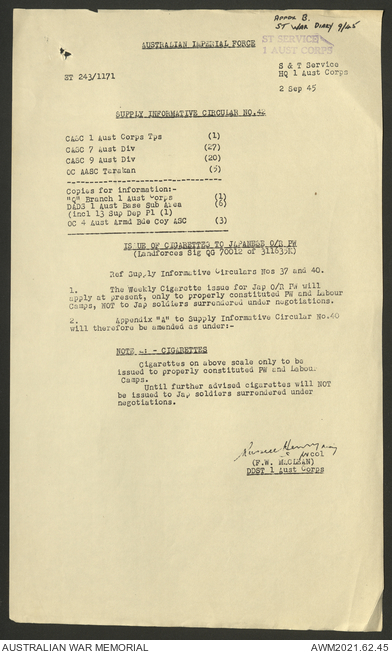 Appx B.
ST WAR DIARY 9/45
ST SERVICE
1 AUST CORPS
AUSTRALIAN IMPERIAL FORCE
ST 243/1171
S & T Service
HQ 1 Aust Corps
2 Sep 45
SUPPLY INFORMATIVE CIRCULAR NO.42
CASC 1 Aust Corps Tps (1)
CASC 7 Aust Div (27)
CASC 9 Aust Div (20)
OC AASC Tarakan (5)
Copies for information:-
"Q" Branch 1 Aust Corps (1)
DADS 1 Aust Base Sub Area (6)
(incl 13 Sup Dep Pl (1)
OC 4 Aust Armd Bde Coy ASC (3)
ISSUE OF CIGARETTES TO JAPANESE O/R PW
(Landforces Sig QG 70012 of 311635K)
Ref Supply Informative Circulars Nos 37 and 40.
1. The Weekly Cigarette issue for Jap O/R PW will
apply at present, only to properly constituted PW and Labour
Camps, NOT to Jap soldiers surrendered under negotiations.
2. Appendix "A" to Supply Informative Circular No.40
will therefore be amended as under:-
NOTE - CIGARETTES
Cigarettes on above scale only to be
issued to properly constituted PW and Labour
Camps.
Until further advised cigarettes will NOT
be issued to Jap soldiers surrendered under
negotiations.
(F.W. MACLEAN)
DDST 1 Aust Corps
AUSTRALIAN WAR MEMORIAL
AWM2021.62.45